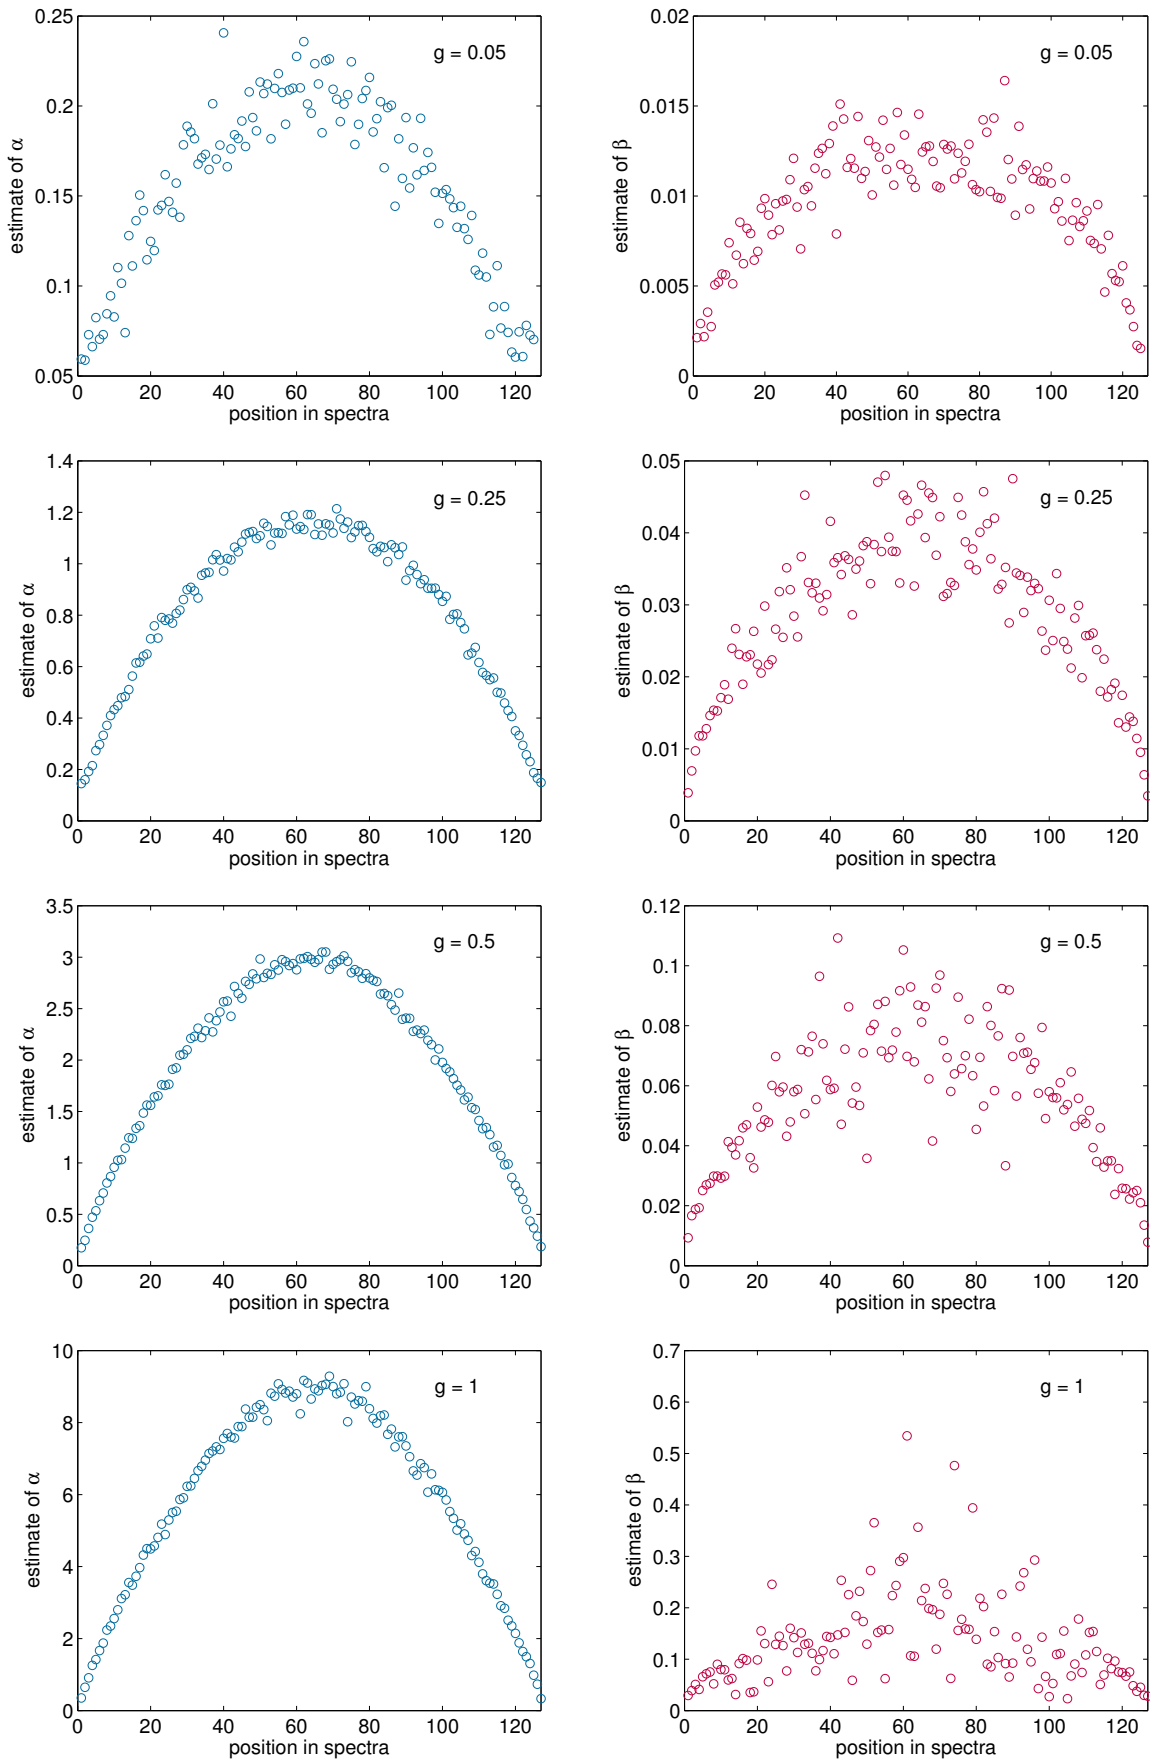 0.25
0.2
0.15
0.1
0.05
estimate of α
g = 0.05
0 20 40 60 80 100 120
position in spectra
0.02
0.015
0.01
0.005
0
estimate of β
g = 0.05
0 20 40 60 80 100 120
position in spectra
1.4
1.2
1
0.8
0.6
0.4
0.2
0
estimate of α
g = 0.25
0 20 40 60 80 100 120
position in spectra
0.05
0.04
0.03
0.02
0.01
0
estimate of β
g = 0.25
0 20 40 60 80 100 120
position in spectra
3.5
3
2.5
2
1.5
1
0.5
0
estimate of α
g = 0.5
0 20 40 60 80 100 120
position in spectra
0.12
0.1
0.08
0.06
0.04
0.02
0
estimate of β
g = 0.5
0 20 40 60 80 100 120
position in spectra
10
8
6
4
2
0
estimate of α
g = 1
0 20 40 60 80 100 120
position in spectra
0.7
0.6
0.5
0.4
0.3
0.2
0.1
0
estimate of β
g = 1
0 20 40 60 80 100 120
position in spectra